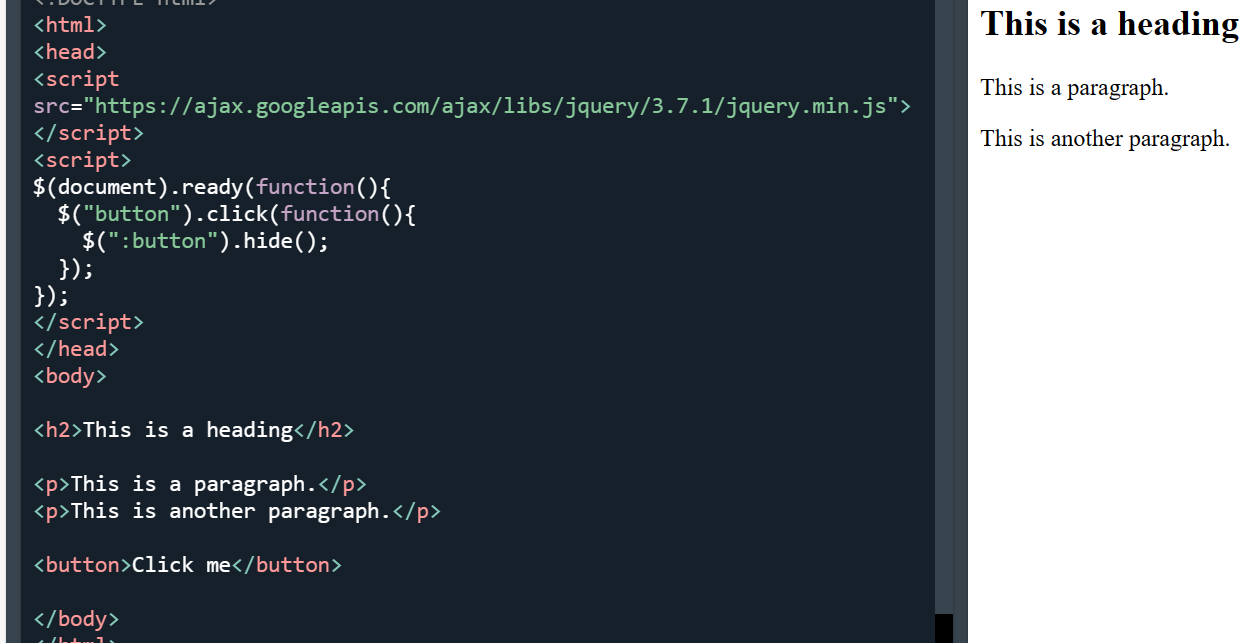 <!DOCTYPE html>
<html>
<head>
<script
src="https://ajax.googleapis.com/ajax/libs/jquery/3.7.1/jquery.min.js">
</script>
<script>
$(document).ready(function(){
  $("button").click(function(){
    $(":button").hide();
  });
});
</script>
</head>
<body>
<h2>This is a heading</h2>
<p>This is a paragraph.</p>
<p>This is another paragraph.</p>
<button>Click me</button>
</body>
</html>
This is a heading
This is a paragraph.
This is another paragraph.